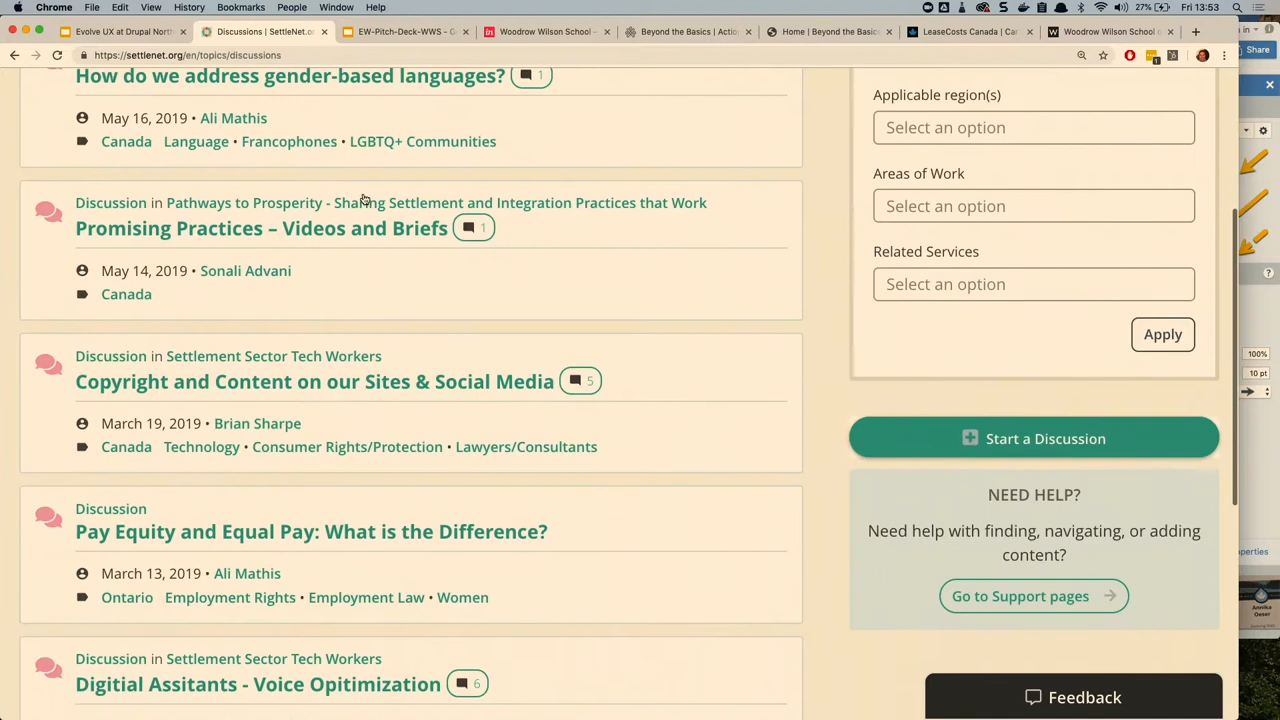 Chrome File Edit View History Bookmarks People Window Help
27% Fri 13:53
Evolve UX at Drupal North
Discussions | SettleNet.or
EW-Pitch-Deck-WWS - G
Woodrow Wilson School -
Beyond the Basics | Actio
Home | Beyond the Basics
LeaseCosts Canada | Car
Woodrow Wilson School o
https://settlenet.org/en/topics/discussions
Share
How do we address gender-based languages? 1
May 16, 2019 • Ali Mathis
Canada Language • Francophones • LGBTQ+ Communities
Discussion in Pathways to Prosperity - Sharing Settlement and Integration Practices that Work
Promising Practices – Videos and Briefs 1
May 14, 2019 • Sonali Advani
Canada
Discussion in Settlement Sector Tech Workers
Copyright and Content on our Sites & Social Media 5
March 19, 2019 • Brian Sharpe
Canada Technology • Consumer Rights/Protection • Lawyers/Consultants
Discussion
Pay Equity and Equal Pay: What is the Difference?
March 13, 2019 • Ali Mathis
Ontario Employment Rights • Employment Law • Women
Discussion in Settlement Sector Tech Workers
Digitial Assitants - Voice Opitimization 6
Applicable region(s)
Select an option
Areas of Work
Select an option
Related Services
Select an option
Apply
Start a Discussion
NEED HELP?
Need help with finding, navigating, or adding
content?
Go to Support pages
Feedback
100%
10 pt
operties
Annika
Oeser